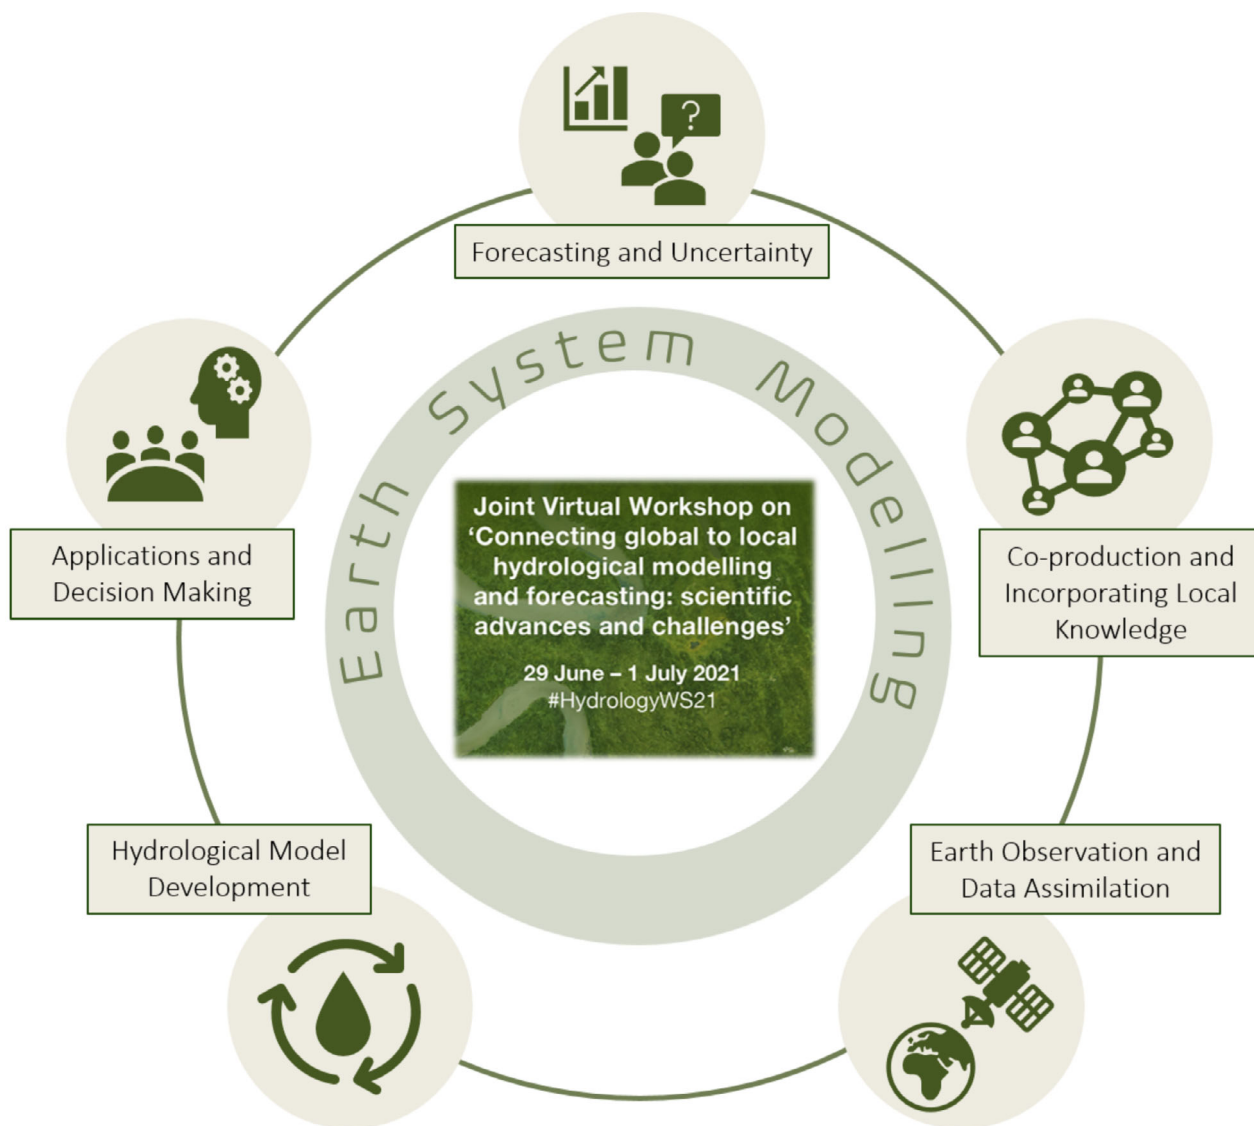 ?
Forecasting and Uncertainty
Earth System Modelling
Applications and
Decision Making
Joint Virtual Workshop on
‘Connecting global to local
hydrological modelling
and forecasting: scientific
advances and challenges’
29 June – 1 July 2021
#HydrologyWS21
Co-production and
Incorporating Local
Knowledge
Hydrological Model
Development
Earth Observation and
Data Assimilation